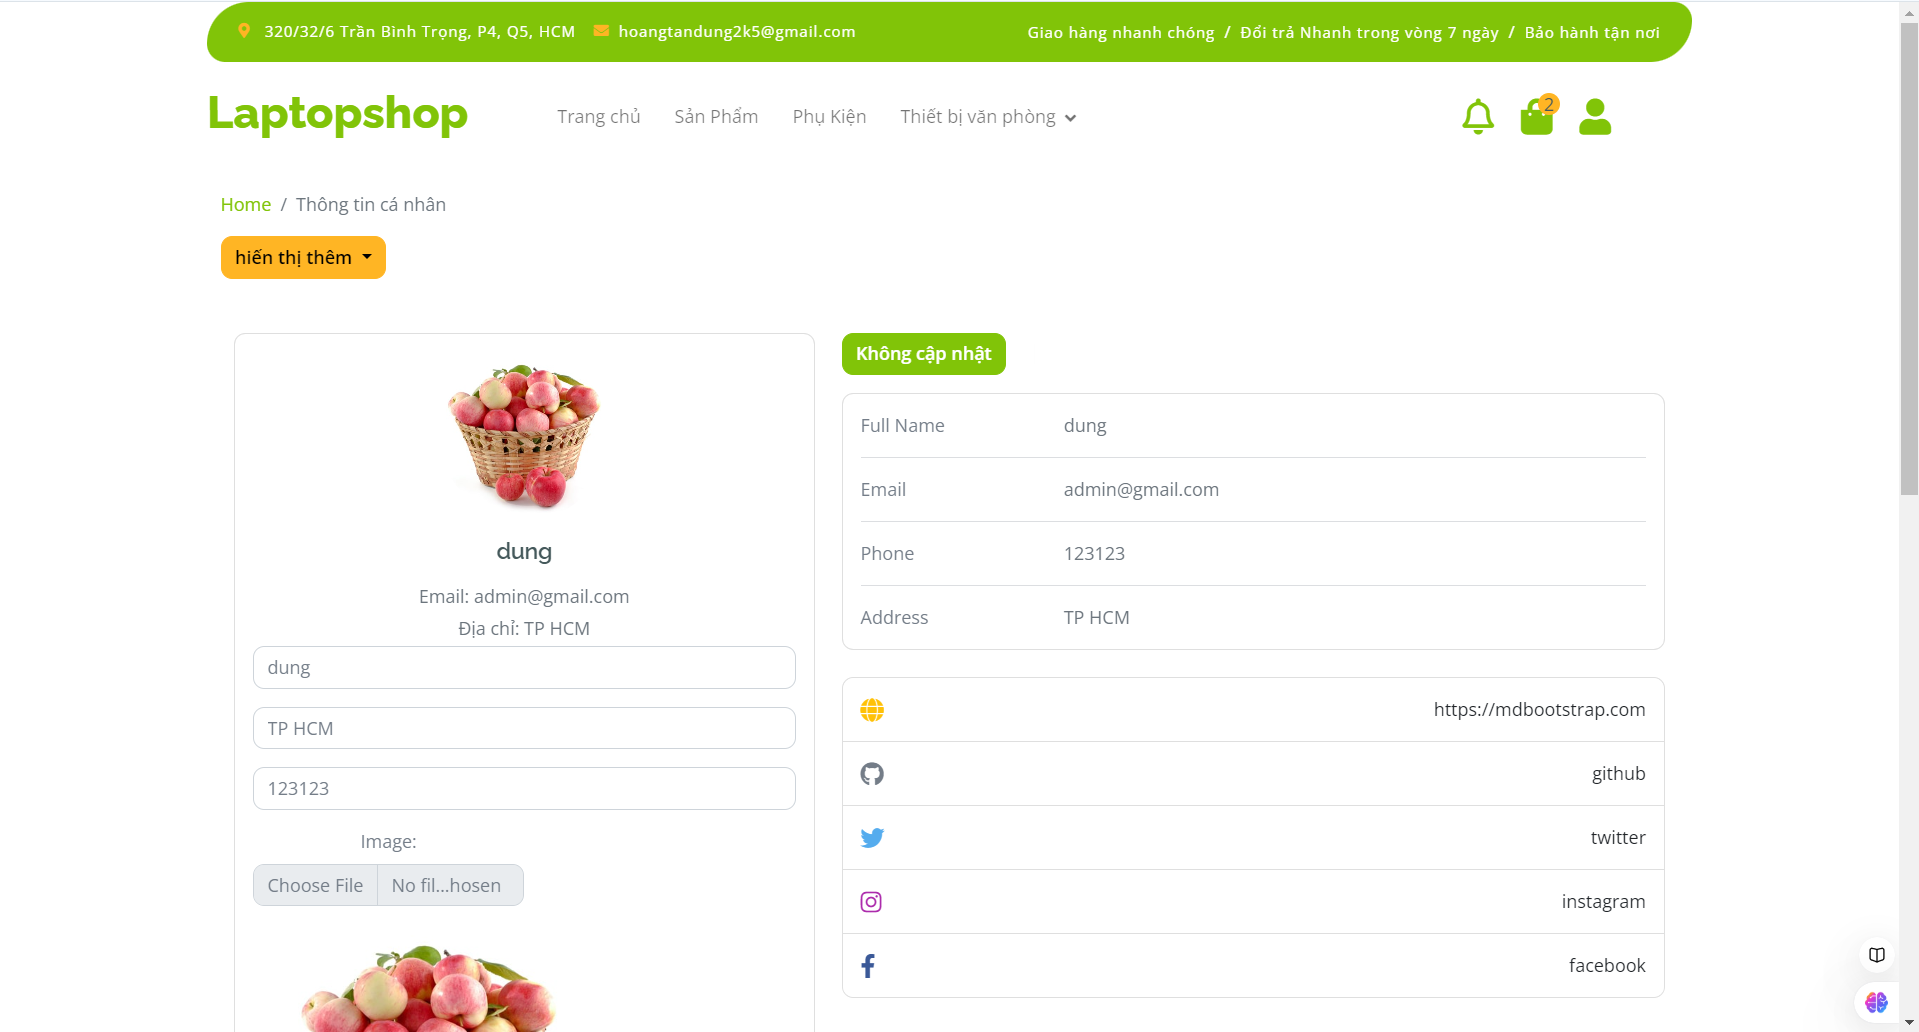 320/32/6 Trần Bình Trọng, P4, Q5, HCM hoangtandung2k5@gmail.com Giao hàng nhanh chóng / Đổi trả Nhanh trong vòng 7 ngày / Bảo hành tận nơi
Laptopshop Trang chủ Sản Phẩm Phụ Kiện Thiết bị văn phòng 2
Home / Thông tin cá nhân
hiển thị thêm
dung
Email: admin@gmail.com
Địa chỉ: TP HCM
dung
TP HCM
123123
Image:
Choose File No fil...hosen
Không cập nhật
Full Name dung
Email admin@gmail.com
Phone 123123
Address TP HCM
https://mdbootstrap.com
github
twitter
instagram
facebook